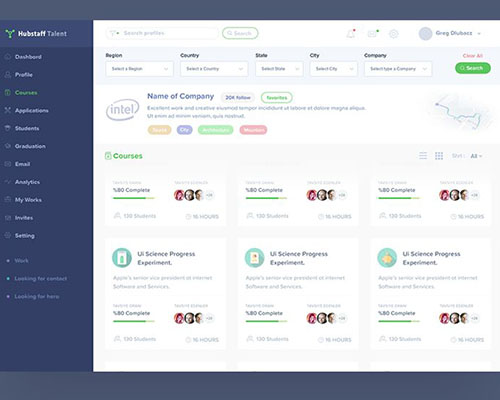 Hubstaff Talent
Search profiles
Search
Greg Dlubacz
Dashbord
Profile
Courses
Applications
Students
Graduation
Email
Analytics
My Works
Invites
Setting
Work
Looking for contact
Looking for hero
Region
Country
State
City
Company
Clear All
Select a Region
Select a Country
Select State
Select City
Select type a Company
Search
intel
Name of Company
20K follow
Favorites
Excellent work and creative eiusmod tempor incididunt ut labore et dolore magna aliqua.
Ut enim ad minim veniam, quis nostrud.
Sound
City
Architecture
Mountain
Courses
Sort :
All
%80 Complete
%80 Complete
%80 Complete
130 Students
16 HOURS
130 Students
16 HOURS
130 Students
16 HOURS
Ui Science Progress
Experiment.
Apple's senior vice president of internet
Software and Services.
%80 Complete
130 Students
16 HOURS
Ui Science Progress
Experiment.
Apple's senior vice president of internet
Software and Services.
%80 Complete
130 Students
16 HOURS
Ui Science Progress
Experiment.
Apple's senior vice president of internet
Software and Services.
%80 Complete
130 Students
16 HOURS